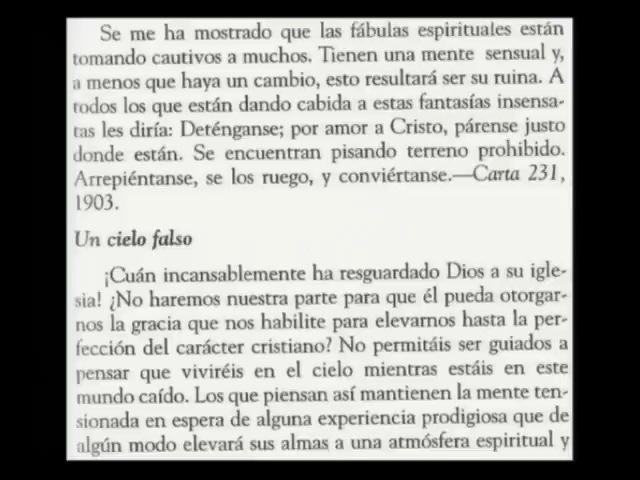 Se me ha mostrado que las fábulas espirituales están
tomando cautivos a muchos. Tienen una mente sensual y,
a menos que haya un cambio, esto resultará ser su ruina. A
todos los que están dando cabida a estas fantasías insensa-
tas les diría: Deténganse; por amor a Cristo, párense justo
donde están. Se encuentran pisando terreno prohibido.
Arrepiéntanse, se los ruego, y conviértanse.—Carta 231,
1903.
Un cielo falso
¡Cuán incansablemente ha resguardado Dios a su igle-
sia! ¿No haremos nuestra parte para que él pueda otorgar-
nos la gracia que nos habilite para elevarnos hasta la per-
fección del carácter cristiano? No permitáis ser guiados a
pensar que viviréis en el cielo mientras estáis en este
mundo caído. Los que piensan así mantienen la mente ten-
sionada en espera de alguna experiencia prodigiosa que de
algún modo elevará sus almas a una atmósfera espiritual y